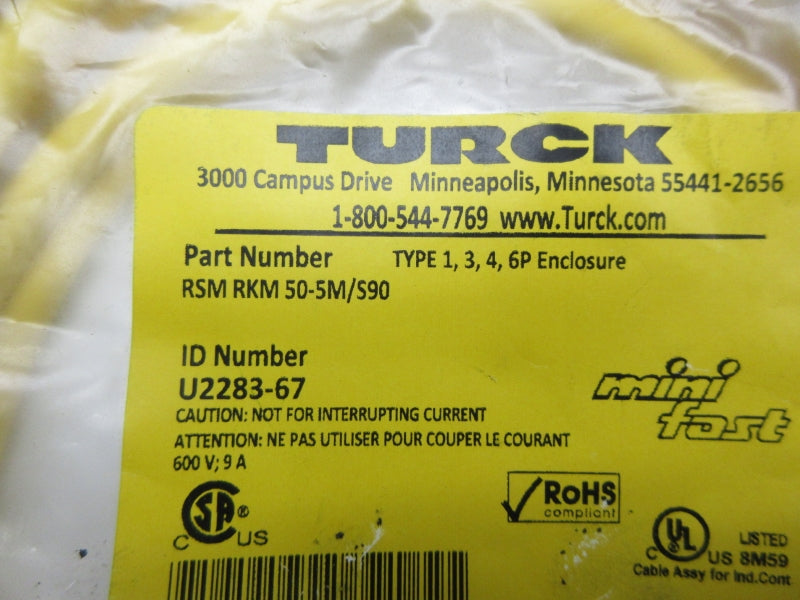 TURCK
3000 Campus Drive Minneapolis, Minnesota 55441-2656
1-800-544-7769 www.Turck.com
Part Number TYPE 1, 3, 4, 6P Enclosure
RSM RKM 50-5M/S90
ID Number
U2283-67
mini
fast
CAUTION: NOT FOR INTERRUPTING CURRENT
ATTENTION: NE PAS UTILISER POUR COUPER LE COURANT
600 V; 9 A
RoHS
compliant
SA®
C US
UL LISTED
C US 8M59
Cable Assy for Ind.Cont